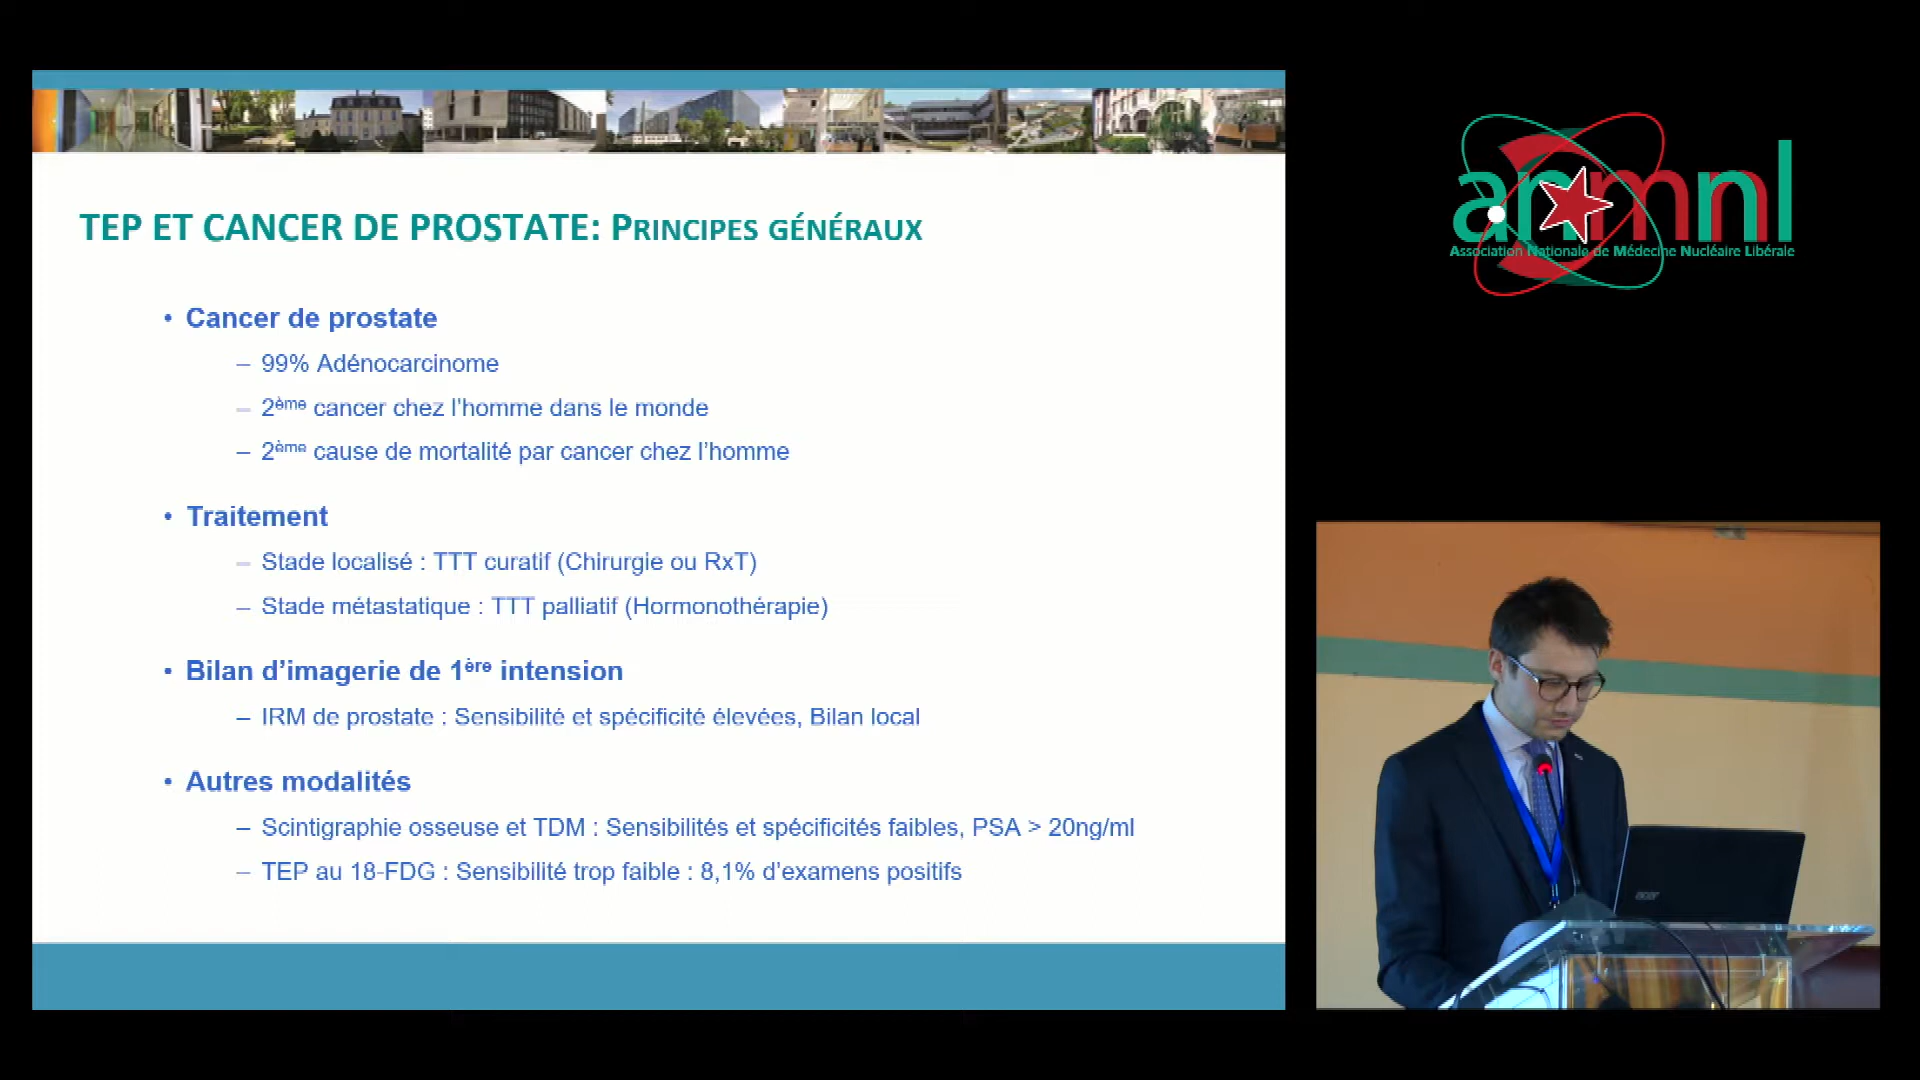 TEP ET CANCER DE PROSTATE: PRINCIPES GÉNÉRAUX
• Cancer de prostate
– 99% Adénocarcinome
– 2ème cancer chez l’homme dans le monde
– 2ème cause de mortalité par cancer chez l’homme
• Traitement
– Stade localisé : TTT curatif (Chirurgie ou RxT)
– Stade métastatique : TTT palliatif (Hormonothérapie)
• Bilan d’imagerie de 1ère intension
– IRM de prostate : Sensibilité et spécificité élevées, Bilan local
• Autres modalités
– Scintigraphie osseuse et TDM : Sensibilités et spécificités faibles, PSA > 20ng/ml
– TEP au 18-FDG : Sensibilité trop faible : 8,1% d’examens positifs
anmnl
Association Nationale de Médecine Nucléaire Libérale
acer